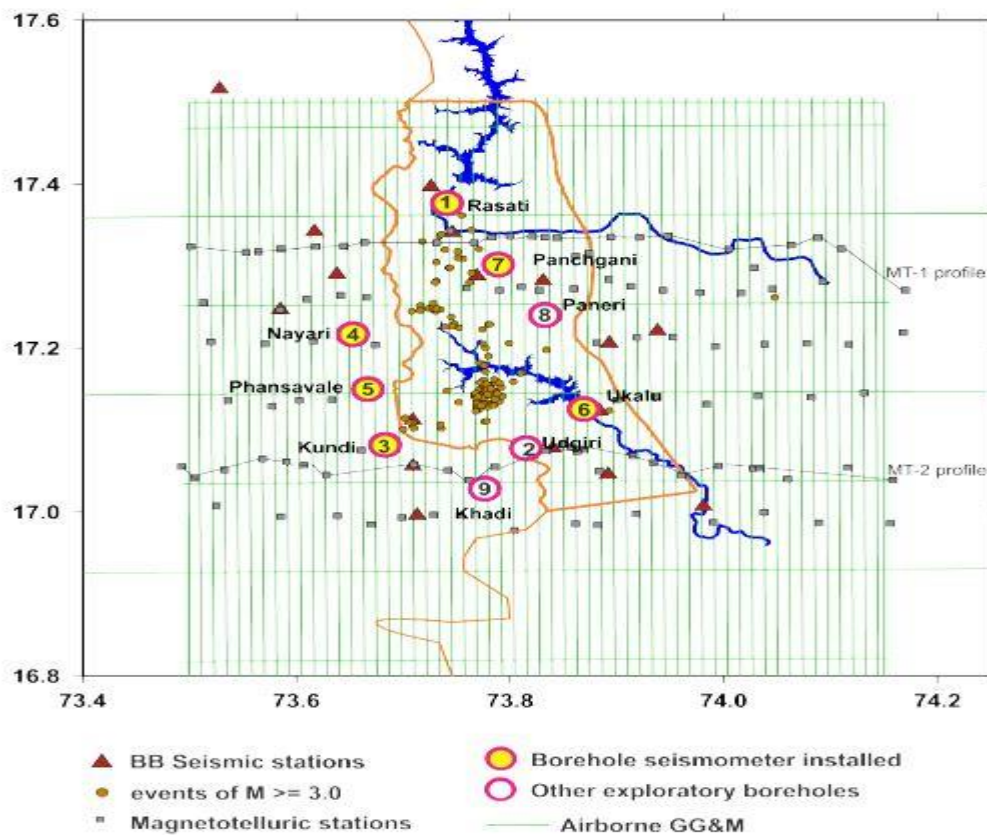 17.6
17.4
1 Rasati
7 Panchgani
MT-1 profile
8 Paneri
Nayari 4
17.2
Phansavale 5
6 Ukalu
Kundi 3
2 Udgiri
MT-2 profile
9
17.0
Khadi
16.8
73.4 73.6 73.8 74.0 74.2
BB Seismic stations
Borehole seismometer installed
events of M >= 3.0
Other exploratory boreholes
Magnetotelluric stations
Airborne GG&M